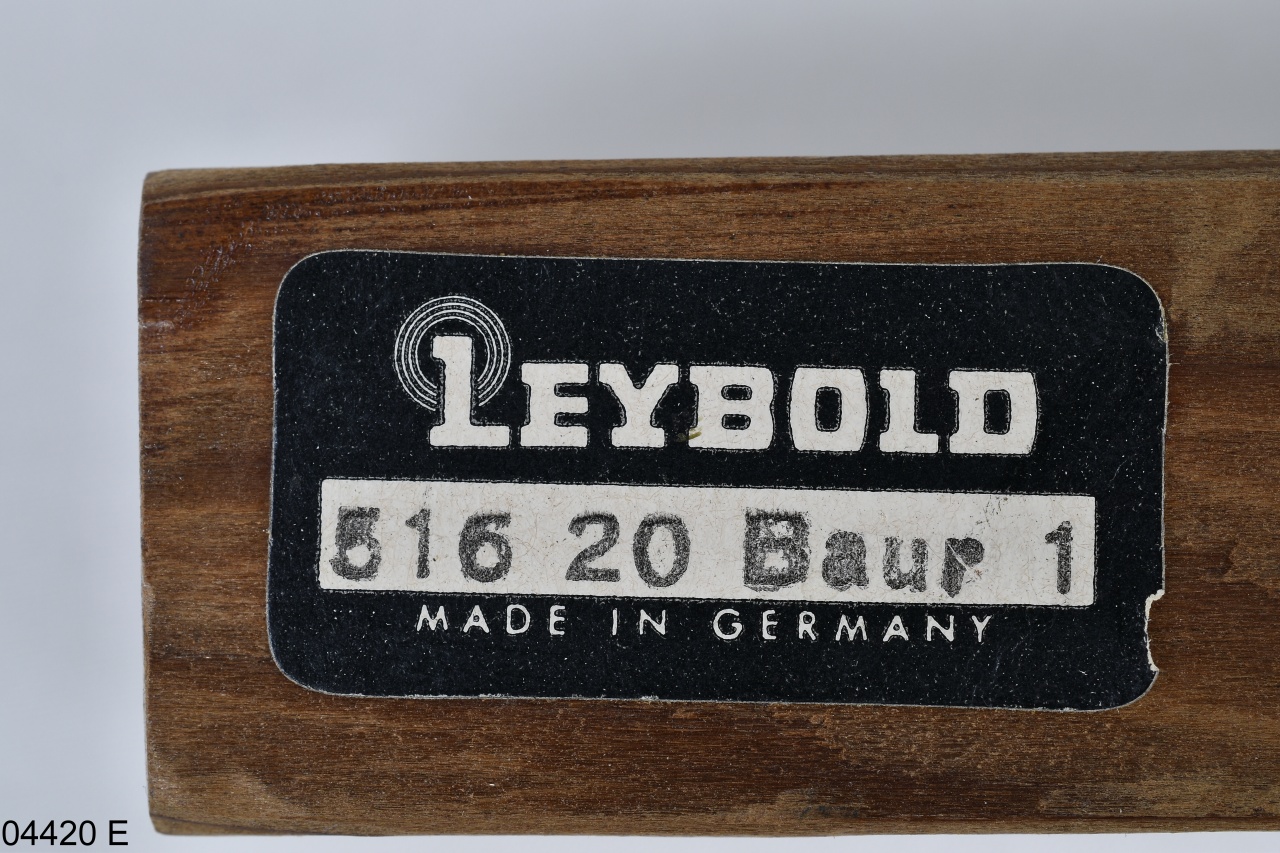 LEYBOLD
516 20 Baur 1
MADE IN GERMANY
04420 E